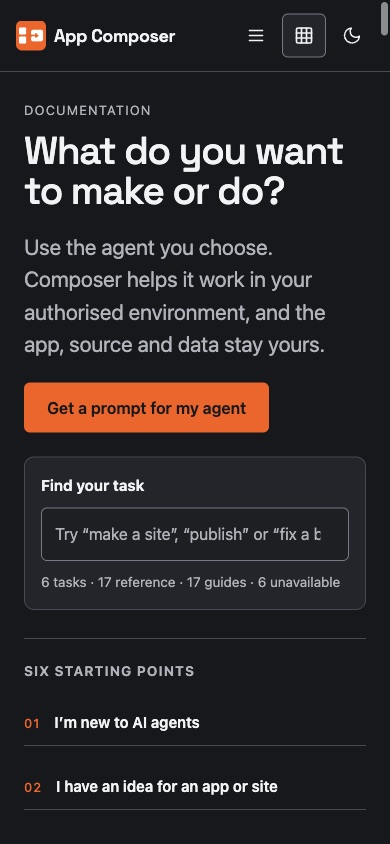 App Composer
DOCUMENTATION
What do you want
to make or do?
Use the agent you choose.
Composer helps it work in your
authorised environment, and the
app, source and data stay yours.
Get a prompt for my agent
Find your task
Try “make a site”, “publish” or “fix a b
6 tasks · 17 reference · 17 guides · 6 unavailable
SIX STARTING POINTS
01 I’m new to AI agents
02 I have an idea for an app or site